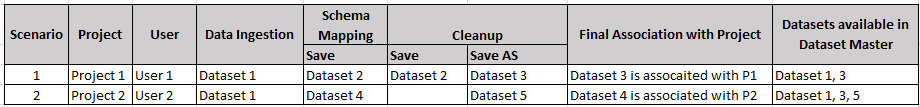 Scenario Project User Data Ingestion Schema Mapping Cleanup Final Association with Project Datasets available in Dataset Master
Save Save Save AS
1 Project 1 User 1 Dataset 1 Dataset 2 Dataset 2 Dataset 3 Dataset 3 is assocaited with P1 Dataset 1, 3
2 Project 2 User 2 Dataset 1 Dataset 4 Dataset 5 Dataset 4 is associated with P2 Dataset 1, 3, 5